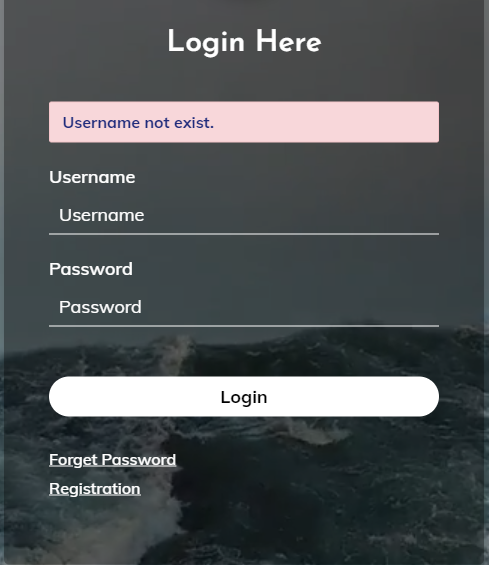 Login Here
Username not exist.
Username
Username
Password
Password
Login
Forget Password
Registration